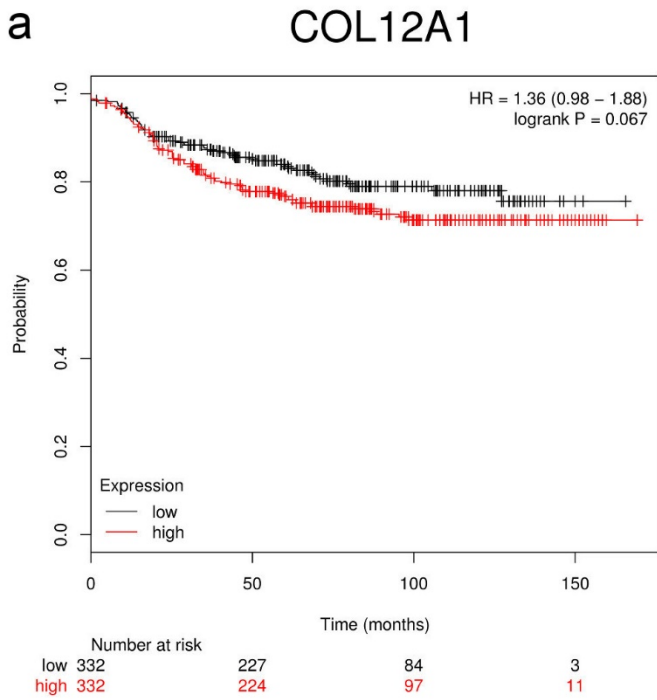 a
COL12A1
HR = 1.36 (0.98 − 1.88)
logrank P = 0.067
Probability
1.0
0.8
0.6
0.4
0.2
0.0
Expression
low
high
0 50 100 150
Time (months)
Number at risk
low 332 227 84 3
high 332 224 97 11